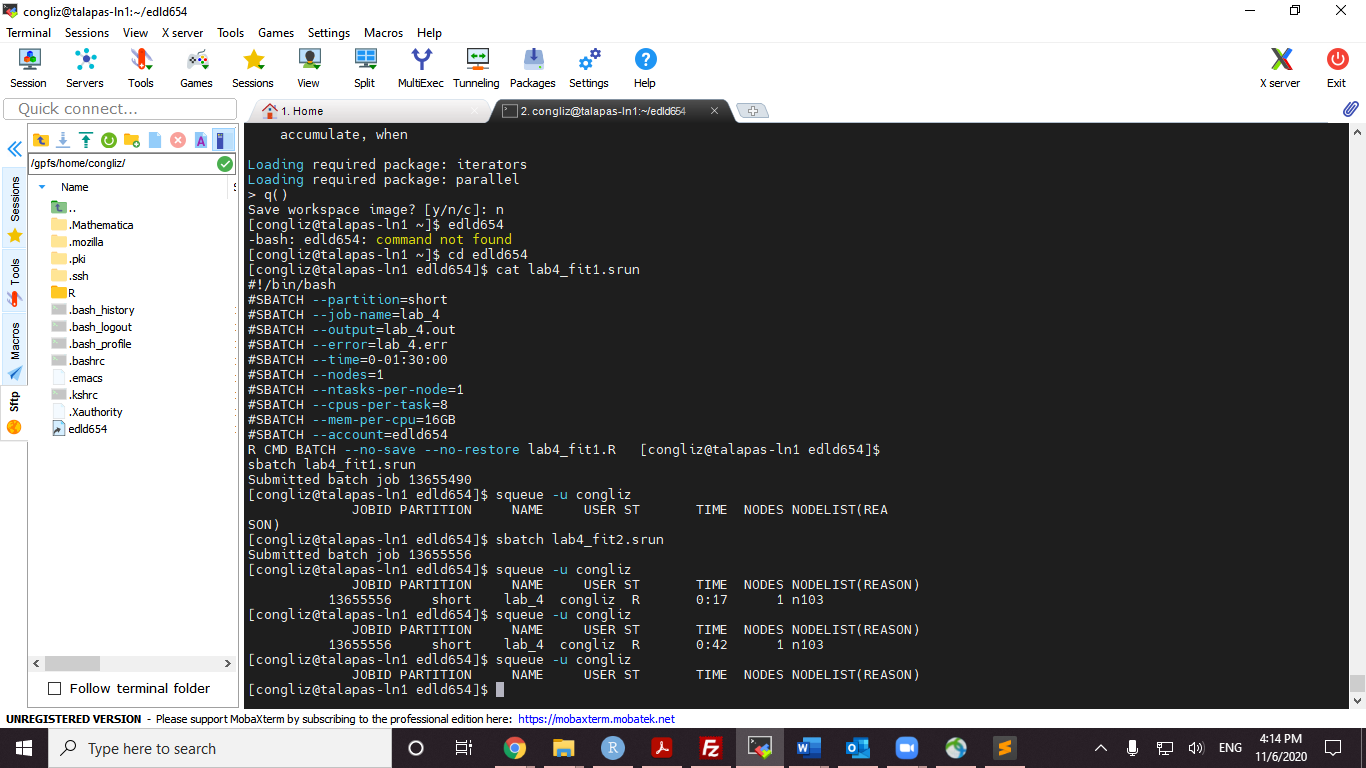 congliz@talapas-ln1:~/edld654
Terminal Sessions View X server Tools Games Settings Macros Help
Session Servers Tools Games Sessions View Split MultiExec Tunneling Packages Settings Help X server Exit
Quick connect...
1. Home
2. congliz@talapas-ln1:~/edld654
/gpfs/home/congliz/
Name
..
.Mathematica
.mozilla
.pki
.ssh
R
.bash_history
.bash_logout
.bash_profile
.bashrc
.emacs
.kshrc
.Xauthority
edld654
Follow terminal folder
Sessions
Tools
Macros
Sftp
accumulate, when
Loading required package: iterators
Loading required package: parallel
> q()
Save workspace image? [y/n/c]: n
[congliz@talapas-ln1 ~]$ edld654
-bash: edld654: command not found
[congliz@talapas-ln1 ~]$ cd edld654
[congliz@talapas-ln1 edld654]$ cat lab4_fit1.srun
#!/bin/bash
#SBATCH --partition=short
#SBATCH --job-name=lab_4
#SBATCH --output=lab_4.out
#SBATCH --error=lab_4.err
#SBATCH --time=0-01:30:00
#SBATCH --nodes=1
#SBATCH --ntasks-per-node=1
#SBATCH --cpus-per-task=8
#SBATCH --mem-per-cpu=16GB
#SBATCH --account=edld654
R CMD BATCH --no-save --no-restore lab4_fit1.R   [congliz@talapas-ln1 edld654]$
sbatch lab4_fit1.srun
Submitted batch job 13655490
[congliz@talapas-ln1 edld654]$ squeue -u congliz
JOBID PARTITION NAME USER ST TIME NODES NODELIST(REA
SON)
[congliz@talapas-ln1 edld654]$ sbatch lab4_fit2.srun
Submitted batch job 13655556
[congliz@talapas-ln1 edld654]$ squeue -u congliz
JOBID PARTITION NAME USER ST TIME NODES NODELIST(REASON)
13655556 short lab_4 congliz R 0:17 1 n103
[congliz@talapas-ln1 edld654]$ squeue -u congliz
JOBID PARTITION NAME USER ST TIME NODES NODELIST(REASON)
13655556 short lab_4 congliz R 0:42 1 n103
[congliz@talapas-ln1 edld654]$ squeue -u congliz
JOBID PARTITION NAME USER ST TIME NODES NODELIST(REASON)
[congliz@talapas-ln1 edld654]$
UNREGISTERED VERSION - Please support MobaXterm by subscribing to the professional edition here: https://mobaxterm.mobatek.net
Type here to search
ENG
4:14 PM
11/6/2020